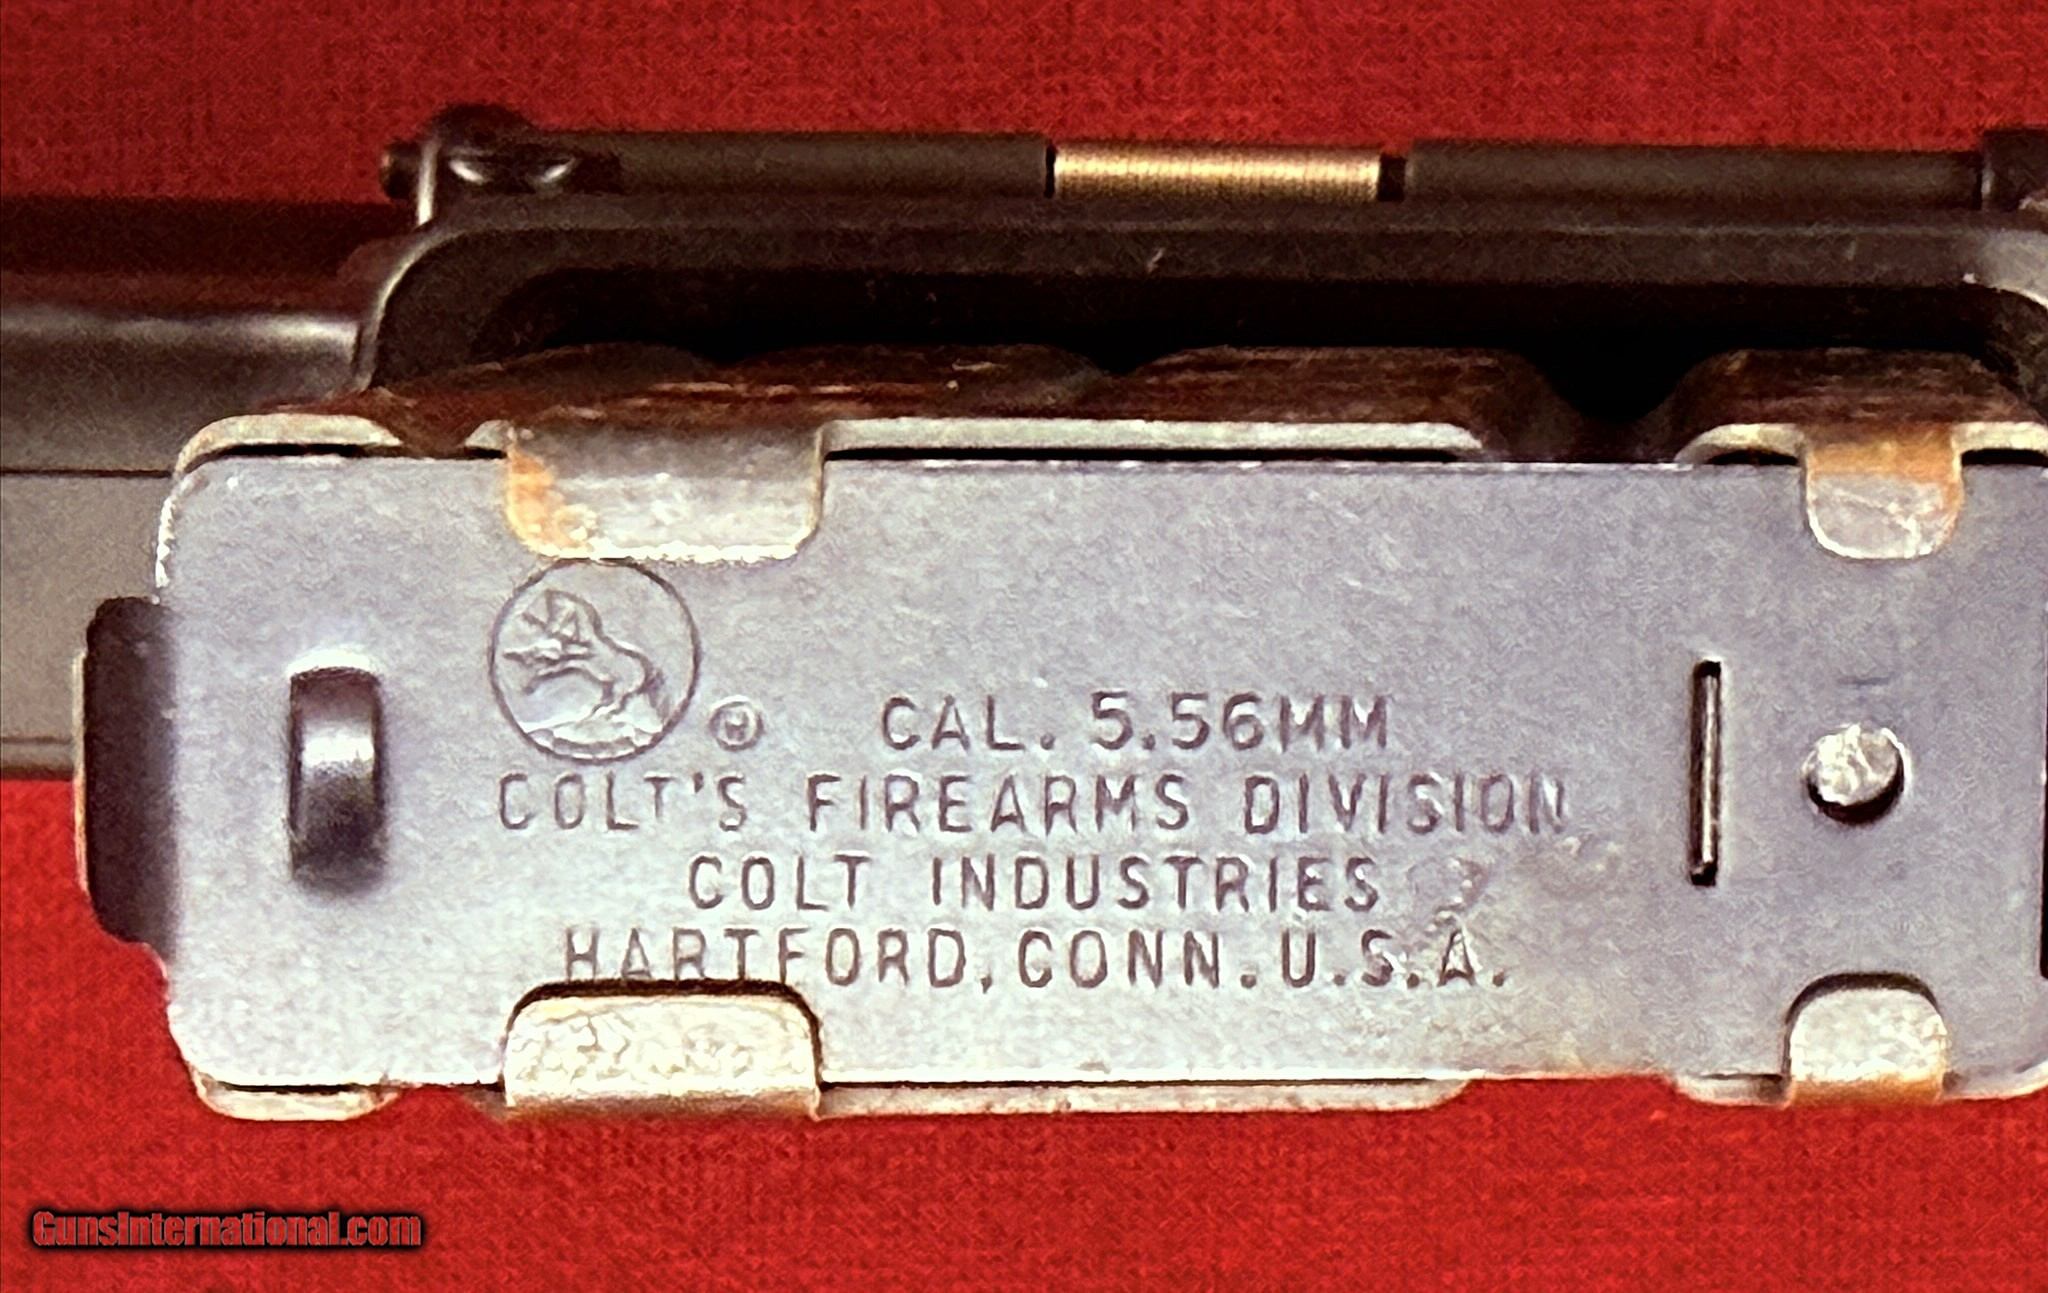 ® CAL. 5.56MM
COLT'S FIREARMS DIVISION
COLT INDUSTRIES
HARTFORD, CONN. U.S.A.
GunsInternational.com